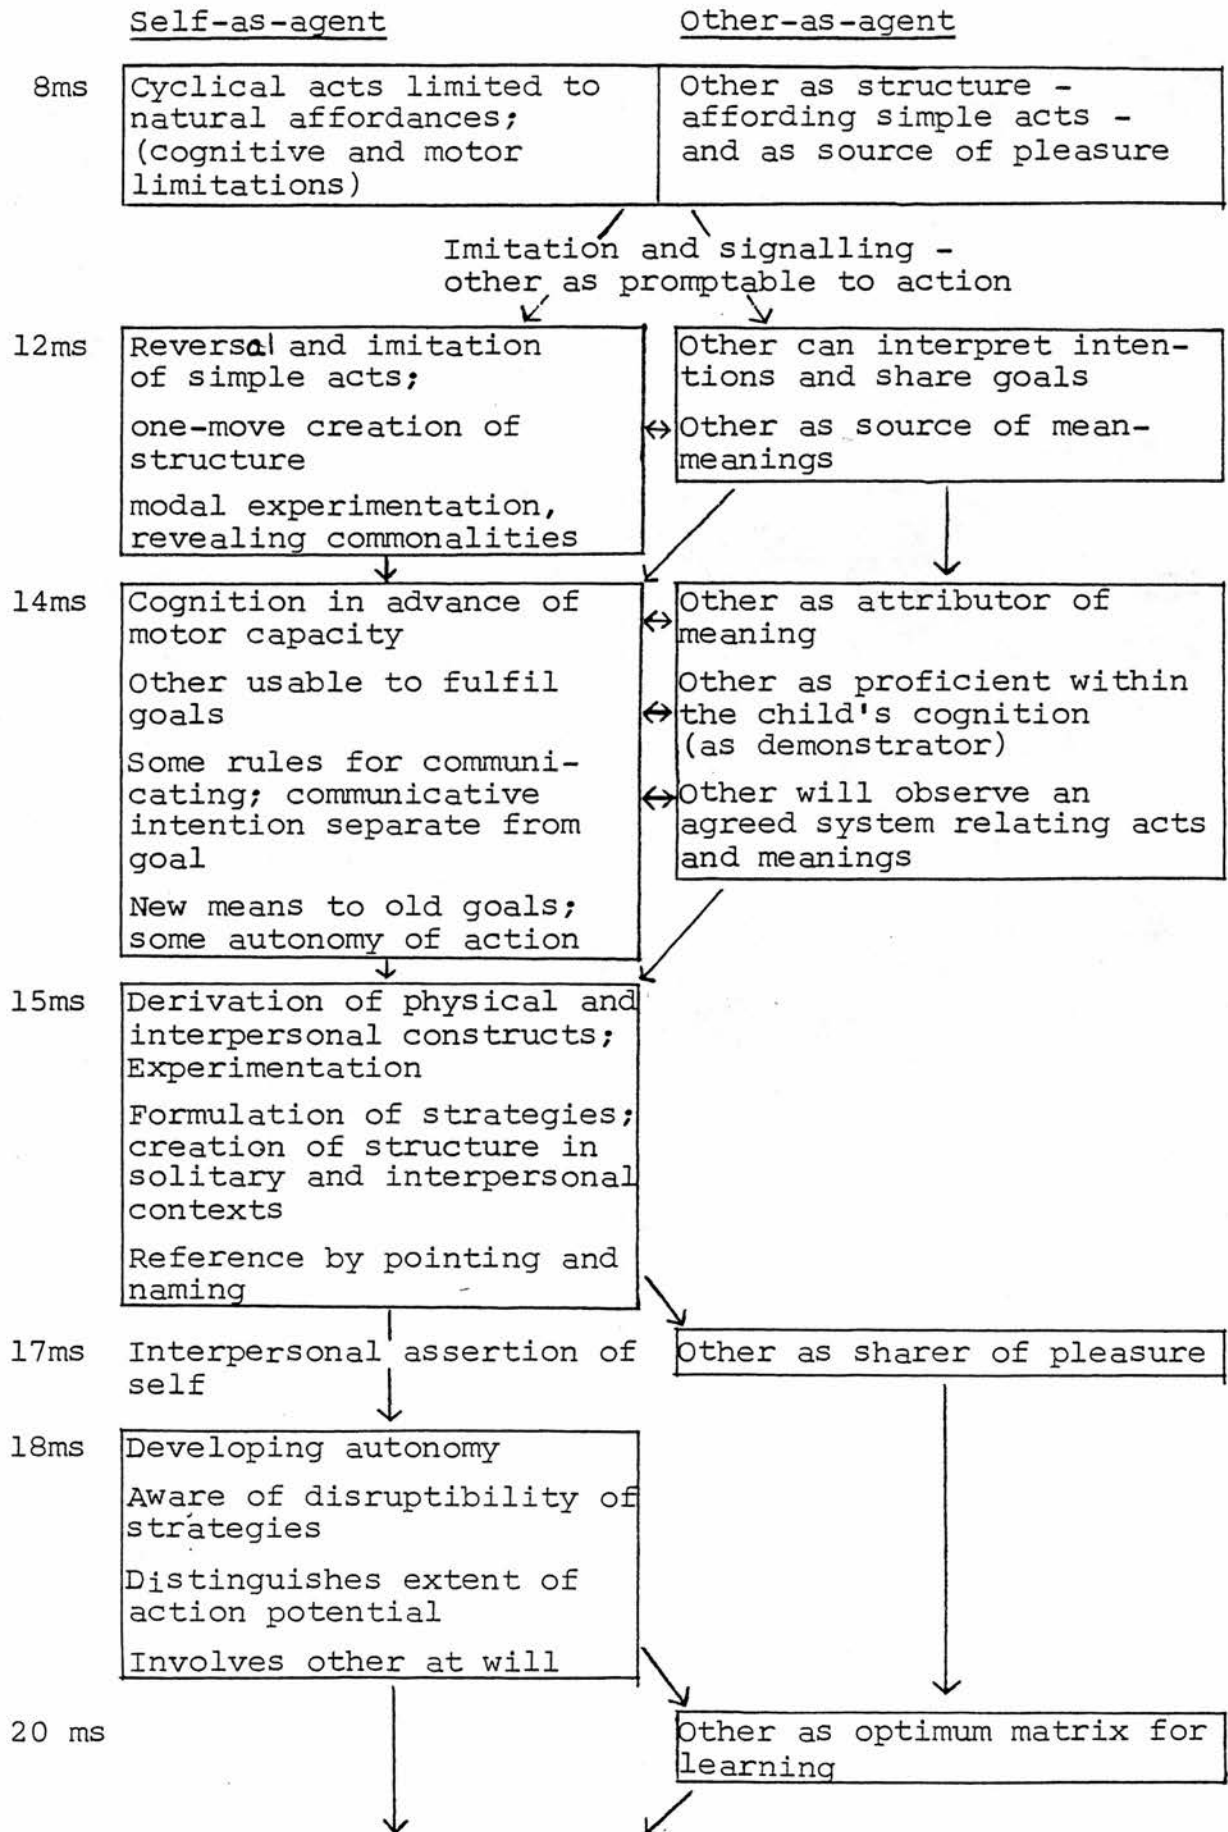 Self-as-agent
Other-as-agent
8ms
Cyclical acts limited to
natural affordances;
(cognitive and motor
limitations)
Other as structure -
affording simple acts -
and as source of pleasure
Imitation and signalling -
other as promptable to action
12ms
Reversal and imitation
of simple acts;
one-move creation of
structure
modal experimentation,
revealing commonalities
Other can interpret inten-
tions and share goals
Other as source of mean-
meanings
14ms
Cognition in advance of
motor capacity
Other usable to fulfil
goals
Some rules for communi-
cating; communicative
intention separate from
goal
New means to old goals;
some autonomy of action
Other as attributor of
meaning
Other as proficient within
the child's cognition
(as demonstrator)
Other will observe an
agreed system relating acts
and meanings
15ms
Derivation of physical and
interpersonal constructs;
Experimentation
Formulation of strategies;
creation of structure in
solitary and interpersonal
contexts
Reference by pointing and
naming
17ms
Interpersonal assertion of
self
Other as sharer of pleasure
18ms
Developing autonomy
Aware of disruptibility of
strategies
Distinguishes extent of
action potential
Involves other at will
20 ms
Other as optimum matrix for
learning